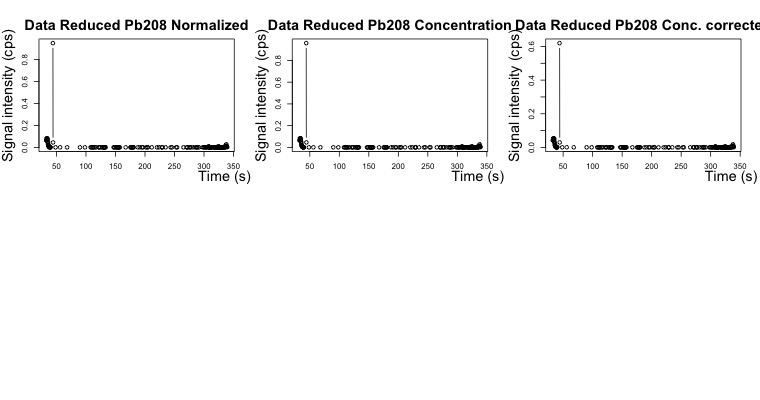 Data Reduced Pb208 Normalized
Signal intensity (cps)
0.0 0.2 0.4 0.6 0.8
50 100 150 200 250 300 350
Time (s)
Data Reduced Pb208 Concentration
Signal intensity (cps)
0.0 0.2 0.4 0.6 0.8
50 100 150 200 250 300 350
Time (s)
Data Reduced Pb208 Conc. correcte
Signal intensity (cps)
0.0 0.2 0.4 0.6
50 100 150 200 250 300 350
Time (s)